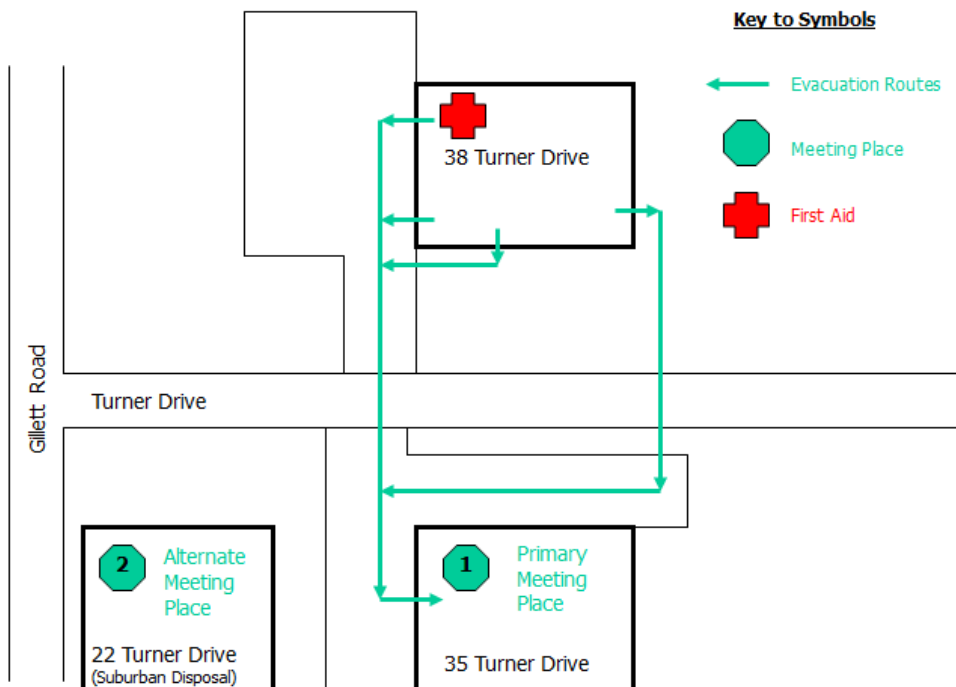 Key to Symbols
Evacuation Routes
Meeting Place
First Aid
38 Turner Drive
Gillett Road
Turner Drive
2
Alternate
Meeting
Place
22 Turner Drive
(Suburban Disposal)
1
Primary
Meeting
Place
35 Turner Drive